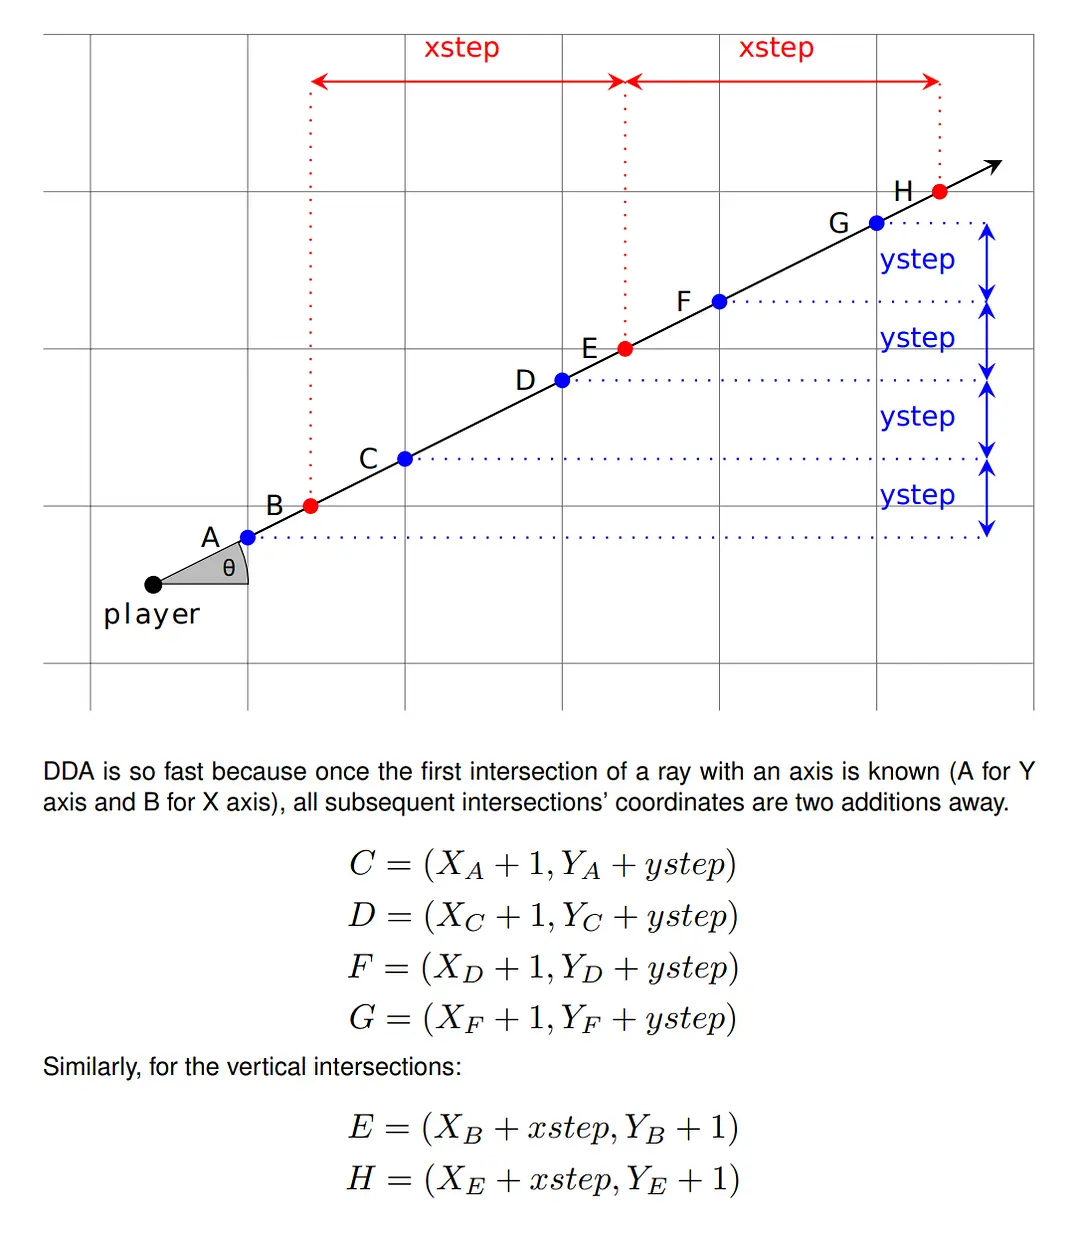 xstep xstep
H
G
ystep
F
ystep
E
D
ystep
C
ystep
B
A
θ
player
DDA is so fast because once the first intersection of a ray with an axis is known (A for Y
axis and B for X axis), all subsequent intersections’ coordinates are two additions away.
C = (X_A + 1, Y_A + ystep)
D = (X_C + 1, Y_C + ystep)
F = (X_D + 1, Y_D + ystep)
G = (X_F + 1, Y_F + ystep)
Similarly, for the vertical intersections:
E = (X_B + xstep, Y_B + 1)
H = (X_E + xstep, Y_E + 1)